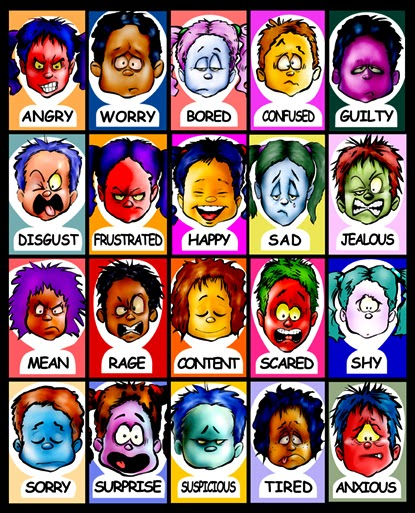 ANGRY WORRY BORED CONFUSED GUILTY
DISGUST FRUSTRATED HAPPY SAD JEALOUS
MEAN RAGE CONTENT SCARED SHY
SORRY SURPRISE SUSPICIOUS TIRED ANXIOUS